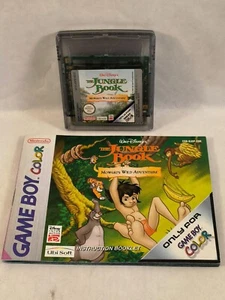 Walt Disney's
THE JUNGLE
BOOK
MOWGLI'S WILD ADVENTURE
Nintendo
GAME BOY COLOR
Walt Disney's
THE JUNGLE
BOOK
MOWGLI'S WILD ADVENTURE
Ubi Soft
INSTRUCTION BOOKLET
ONLY FOR
GAME BOY
COLOR